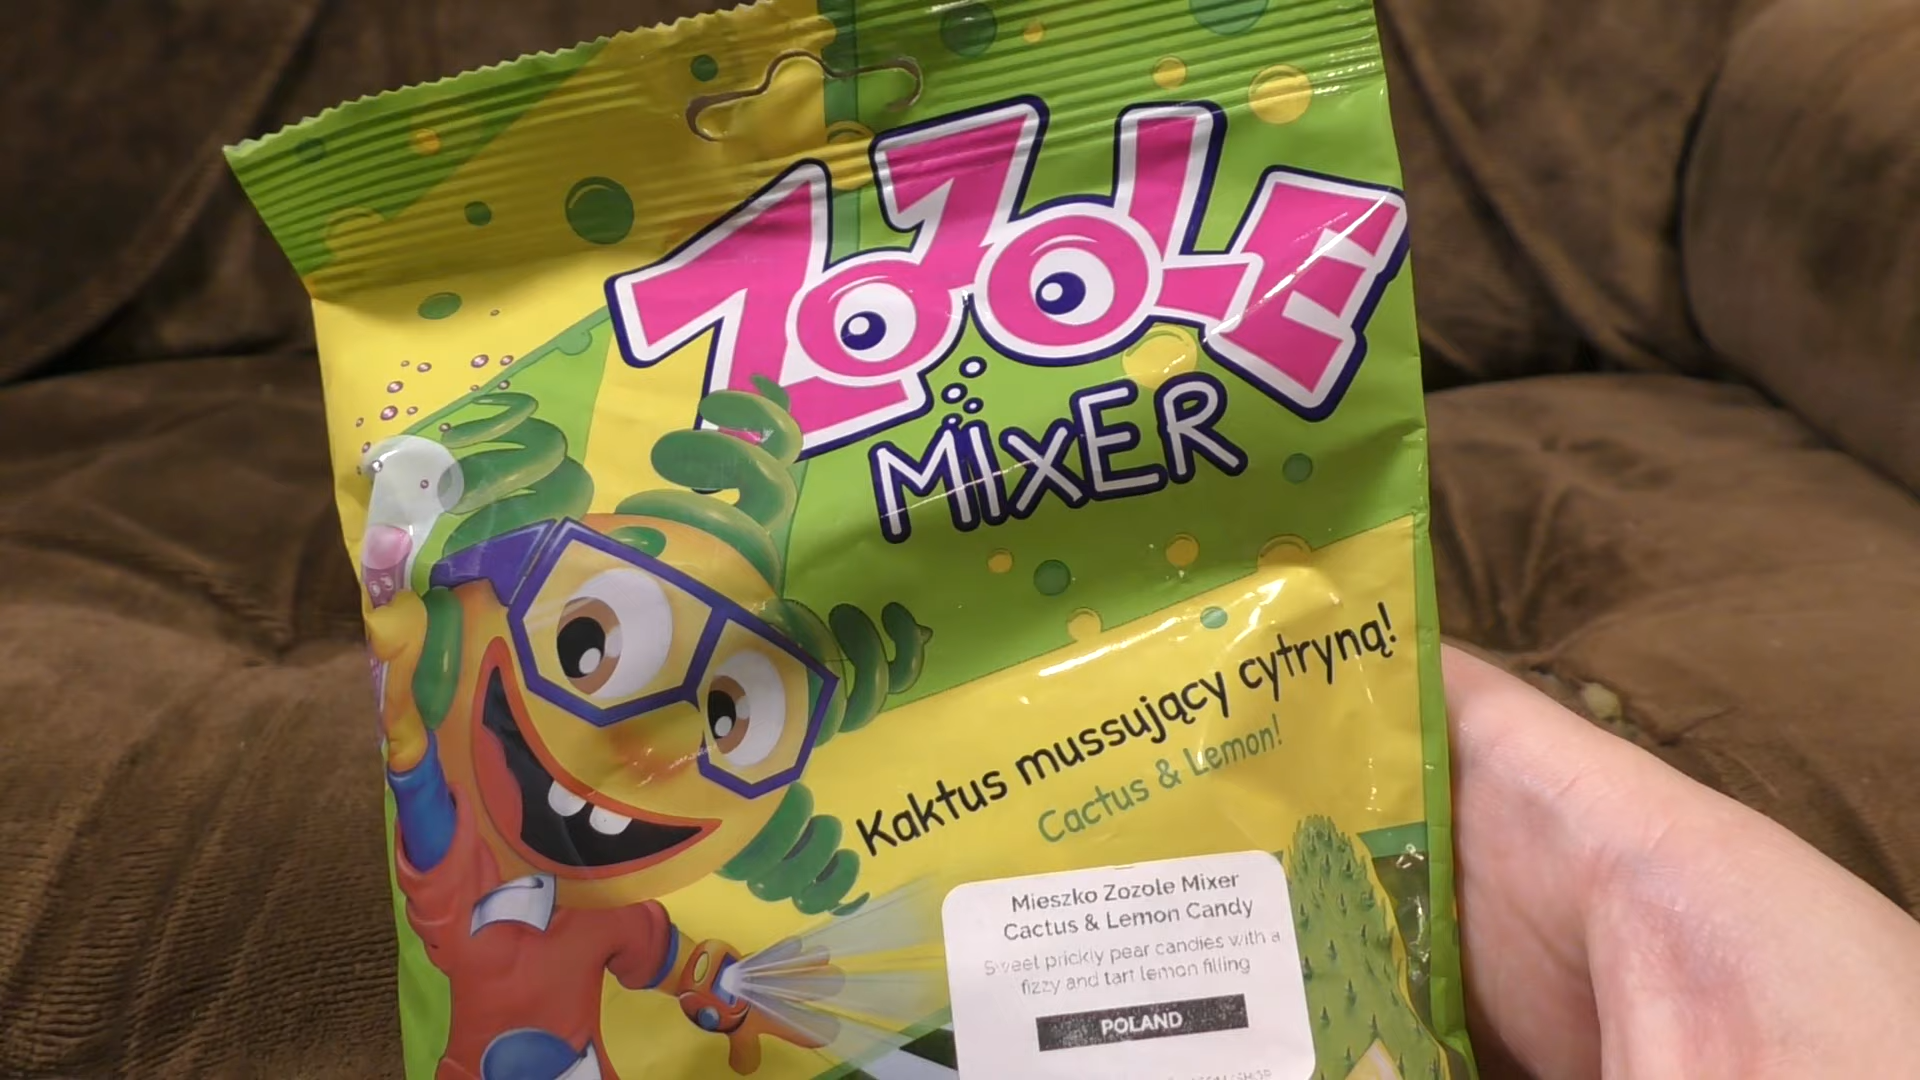 ZOZOLE
MIXER
Kaktus mussujący cytryną!
Cactus & Lemon!
Mieszko Zozole Mixer
Cactus & Lemon Candy
Sweet prickly pear candies with a
fizzy and tart lemon filling
POLAND